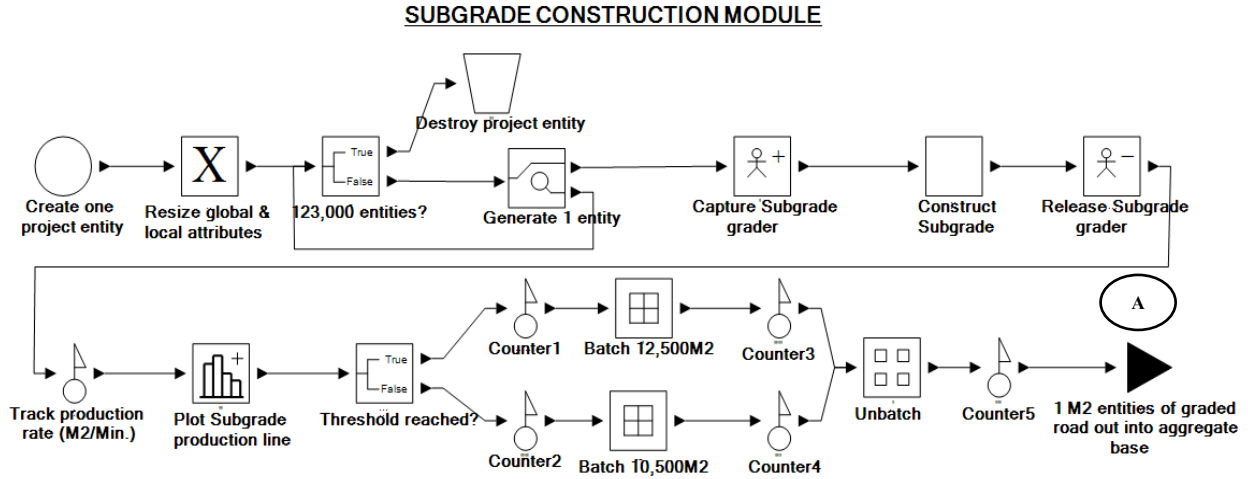 SUBGRADE CONSTRUCTION MODULE
Destroy project entity
True
False
X
+
−
Create one
project entity
Resize global &
local attributes
123,000 entities?
Generate 1 entity
Capture Subgrade
grader
Construct
Subgrade
Release Subgrade
grader
A
Counter1
Batch 12,500M2
Counter3
+
True
False
Track production
rate (M2/Min.)
Plot Subgrade
production line
Threshold reached?
Counter2
Batch 10,500M2
Counter4
Unbatch
Counter5
1 M2 entities of graded
road out into aggregate
base